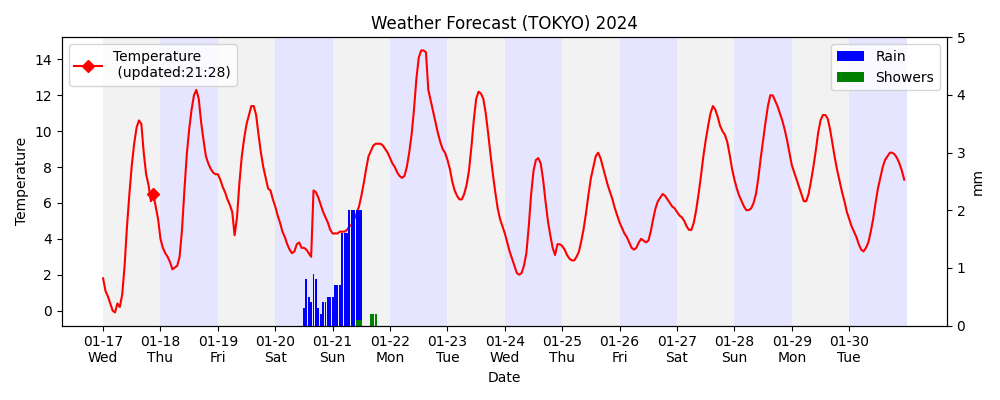 Weather Forecast (TOKYO) 2024
Temperature
(updated:21:28)
Rain
Showers
Temperature
14
12
10
8
6
4
2
0
5
4
3
2
1
0
mm
01-17 01-18 01-19 01-20 01-21 01-22 01-23 01-24 01-25 01-26 01-27 01-28 01-29 01-30
Wed Thu Fri Sat Sun Mon Tue Wed Thu Fri Sat Sun Mon Tue
Date